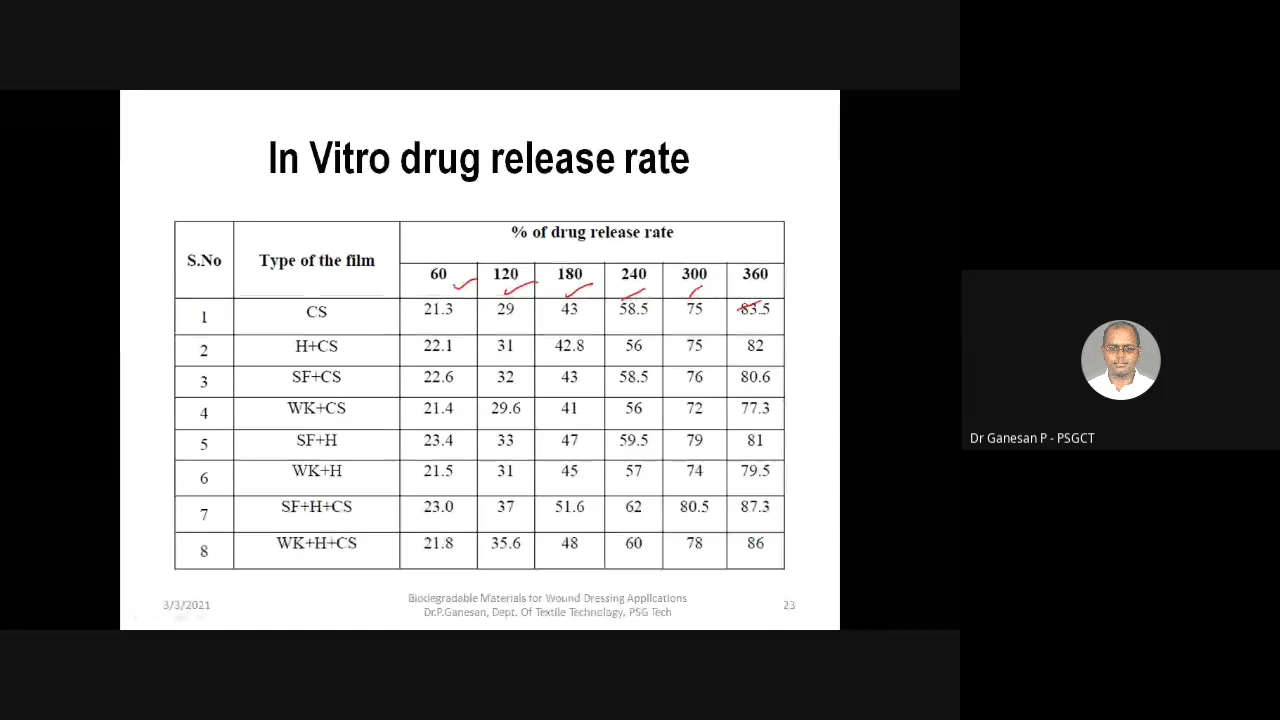 In Vitro drug release rate
S.No Type of the film % of drug release rate
60 120 180 240 300 360
1 CS 21.3 29 43 58.5 75 83.5
2 H+CS 22.1 31 42.8 56 75 82
3 SF+CS 22.6 32 43 58.5 76 80.6
4 WK+CS 21.4 29.6 41 56 72 77.3
5 SF+H 23.4 33 47 59.5 79 81
6 WK+H 21.5 31 45 57 74 79.5
7 SF+H+CS 23.0 37 51.6 62 80.5 87.3
8 WK+H+CS 21.8 35.6 48 60 78 86
3/3/2021
Biodegradable Materials for Wound Dressing Applications
Dr.P.Ganesan, Dept. Of Textile Technology, PSG Tech
23
Dr Ganesan P - PSGCT